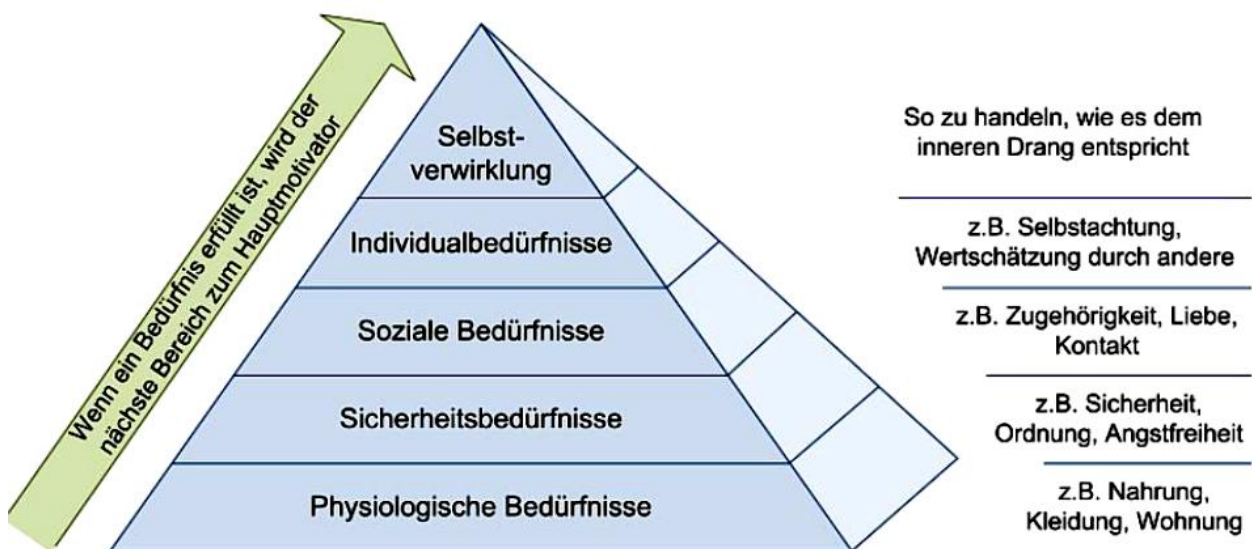 Wenn ein Bedürfnis erfüllt ist, wird der
nächste Bereich zum Hauptmotivator
Selbst-
verwirklung
Individualbedürfnisse
Soziale Bedürfnisse
Sicherheitsbedürfnisse
Physiologische Bedürfnisse
So zu handeln, wie es dem
inneren Drang entspricht
z.B. Selbstachtung,
Wertschätzung durch andere
z.B. Zugehörigkeit, Liebe,
Kontakt
z.B. Sicherheit,
Ordnung, Angstfreiheit
z.B. Nahrung,
Kleidung, Wohnung